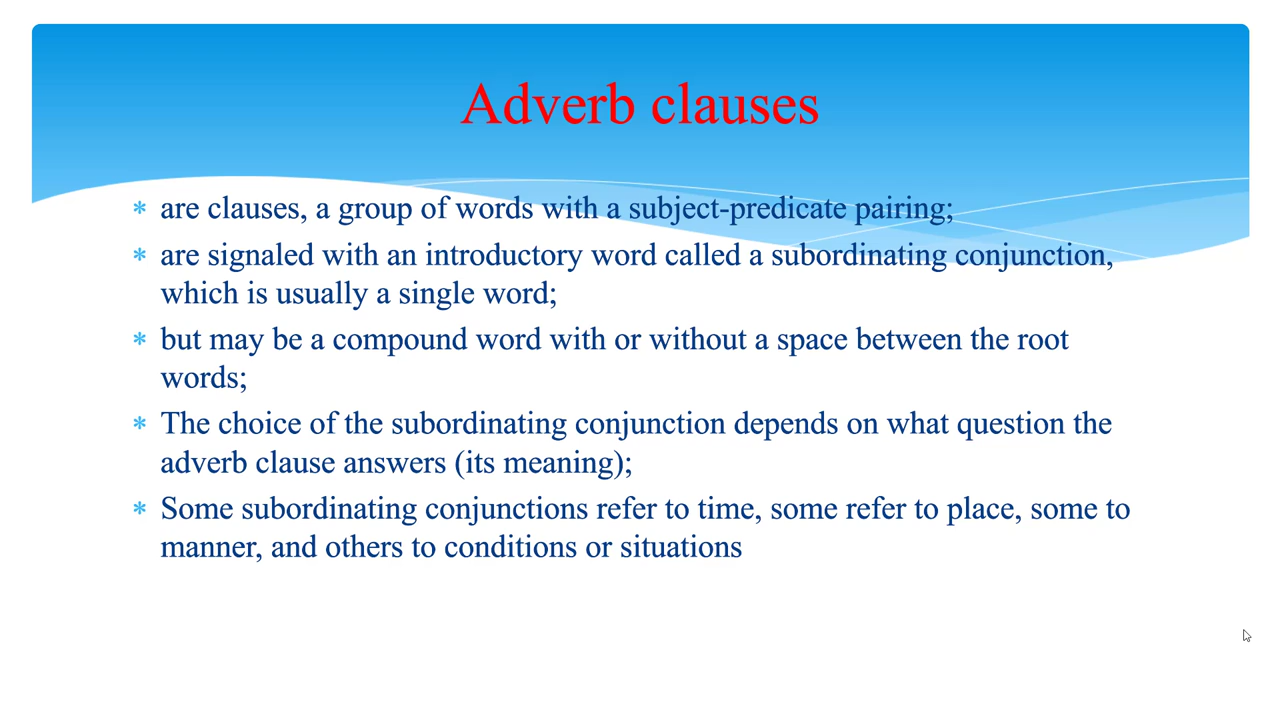 Adverb clauses
* are clauses, a group of words with a subject-predicate pairing;
* are signaled with an introductory word called a subordinating conjunction,
which is usually a single word;
* but may be a compound word with or without a space between the root
words;
* The choice of the subordinating conjunction depends on what question the
adverb clause answers (its meaning);
* Some subordinating conjunctions refer to time, some refer to place, some to
manner, and others to conditions or situations